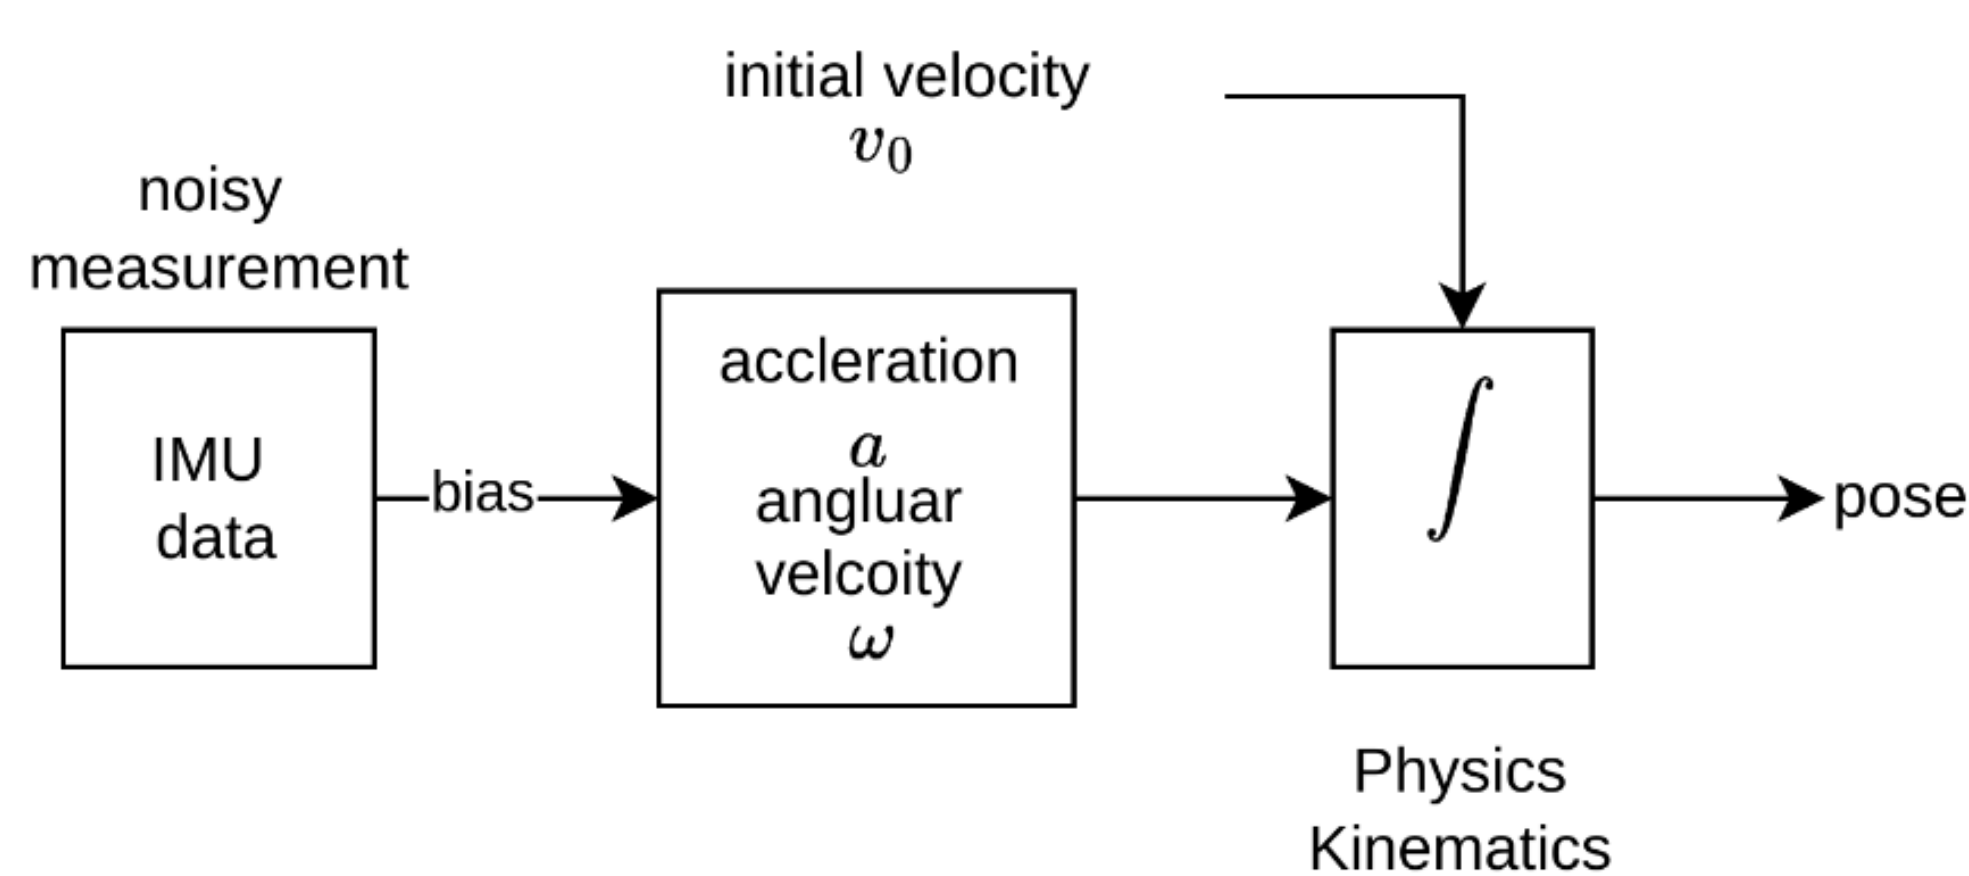 initial velocity
v₀
noisy
measurement
IMU
data
bias
accleration
a
angluar
velcoity
ω
∫
pose
Physics
Kinematics